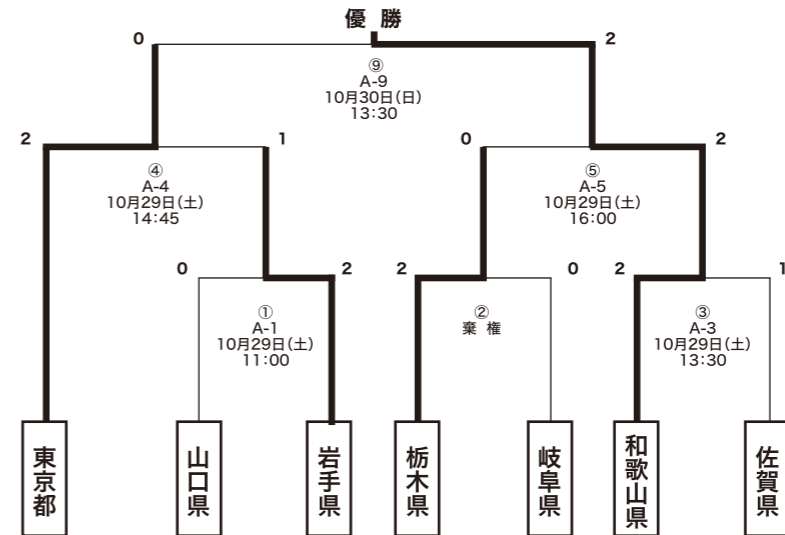 優勝
0
2
⑨
A-9
10月30日(日)
13:30
2
1
0
2
④
A-4
10月29日(土)
14:45
⑤
A-5
10月29日(土)
16:00
0
2
2
0
2
1
①
A-1
10月29日(土)
11:00
②
棄権
③
A-3
10月29日(土)
13:30
東京都
山口県
岩手県
栃木県
岐阜県
和歌山県
佐賀県